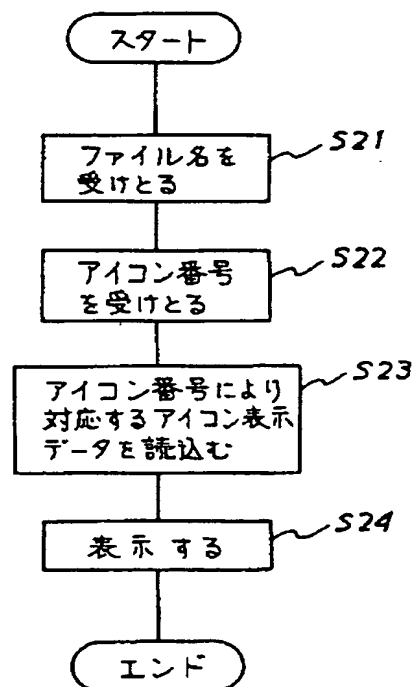 スタート
ファイル名を
受けとる
S21
アイコン番号
を受けとる
S22
アイコン番号により
対応するアイコン表示
データを読込む
S23
表示する
S24
エンド